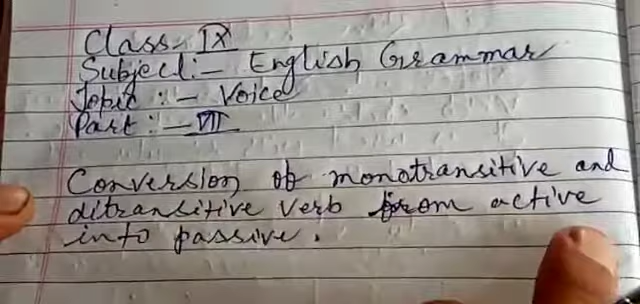 Class - IX
Subject :- English Grammar
Topic :- Voice
Part :- VII
Conversion of monotransitive and
ditransitive verb from active
into passive.